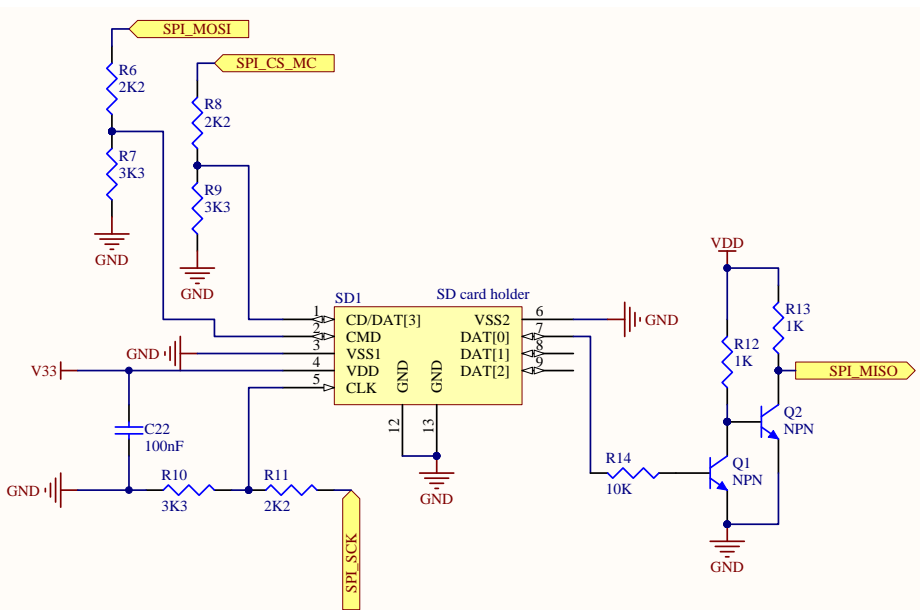 SPI_MOSI
R6
2K2
SPI_CS_MC
R8
2K2
R7
3K3
R9
3K3
GND
GND
VDD
SD1
SD card holder
1
CD/DAT[3]
VSS2
6
GND
2
CMD
DAT[0]
7
GND
3
VSS1
DAT[1]
8
V33
4
VDD
DAT[2]
9
5
CLK
GND
GND
12
13
GND
R13
1K
R12
1K
SPI_MISO
Q2
NPN
C22
100nF
R14
10K
Q1
NPN
GND
R10
3K3
R11
2K2
SPI_SCK
GND